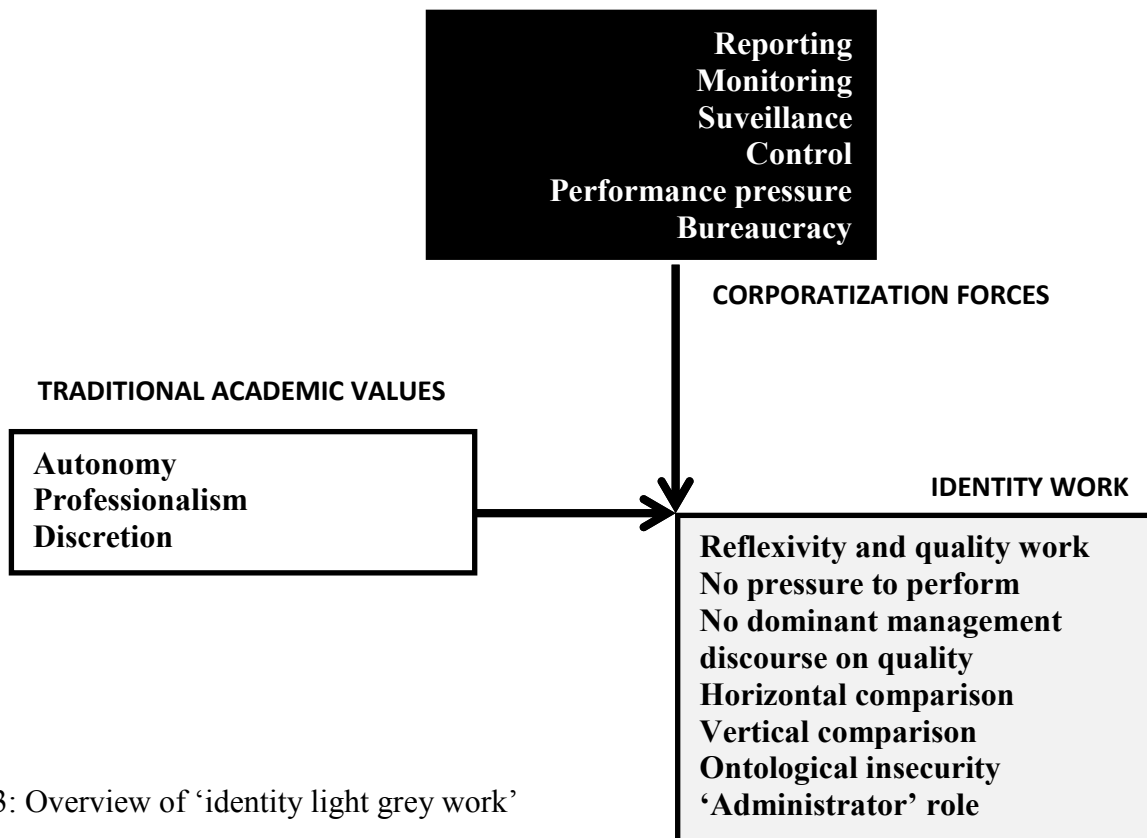 Reporting
Monitoring
Suveillance
Control
Performance pressure
Bureaucracy
CORPORATIZATION FORCES
TRADITIONAL ACADEMIC VALUES
Autonomy
Professionalism
Discretion
IDENTITY WORK
Reflexivity and quality work
No pressure to perform
No dominant management
discourse on quality
Horizontal comparison
Vertical comparison
Ontological insecurity
‘Administrator’ role
3: Overview of ‘identity light grey work’